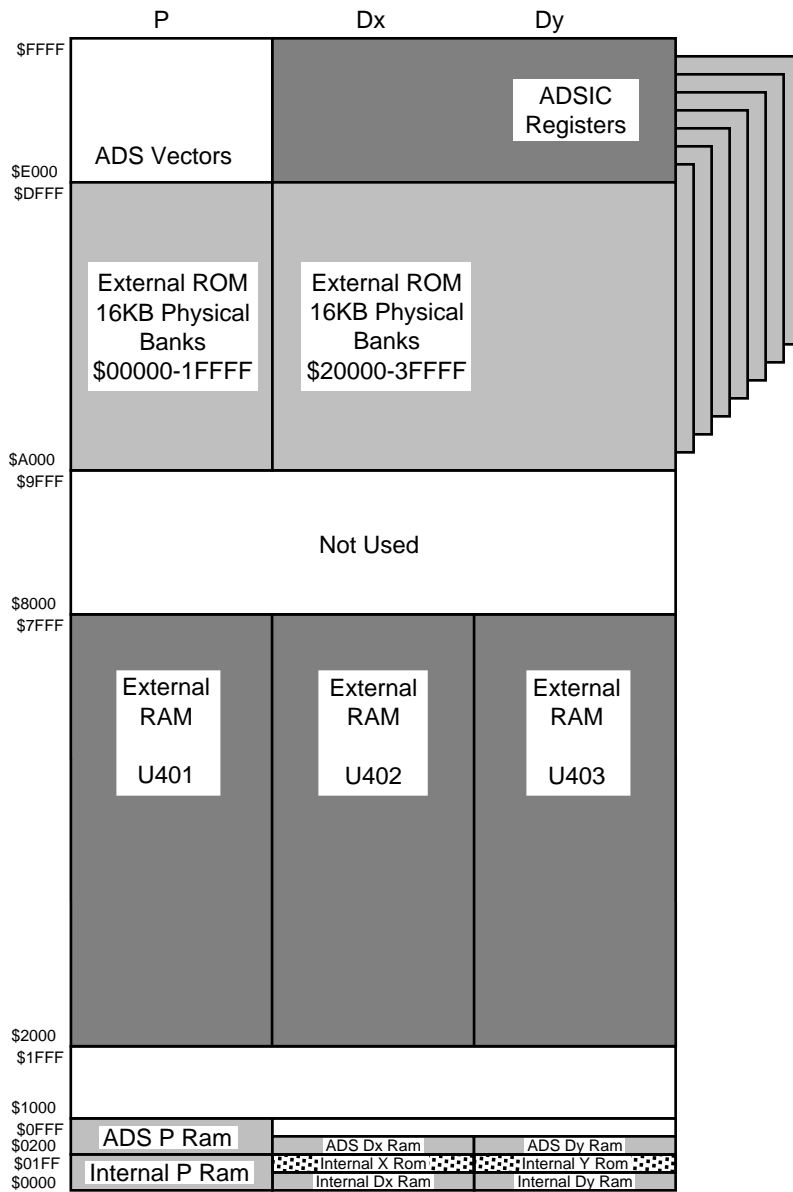 P Dx Dy
$FFFF
ADSIC
Registers
ADS Vectors
$E000
$DFFF
External ROM
16KB Physical
Banks
$00000-1FFFF
External ROM
16KB Physical
Banks
$20000-3FFFF
$A000
$9FFF
Not Used
$8000
$7FFF
External
RAM
U401
External
RAM
U402
External
RAM
U403
$2000
$1FFF
$1000
$0FFF
ADS P Ram
$0200
ADS Dx Ram
ADS Dy Ram
$01FF
Internal P Ram
Internal X Rom
Internal Y Rom
$0000
Internal Dx Ram
Internal Dy Ram